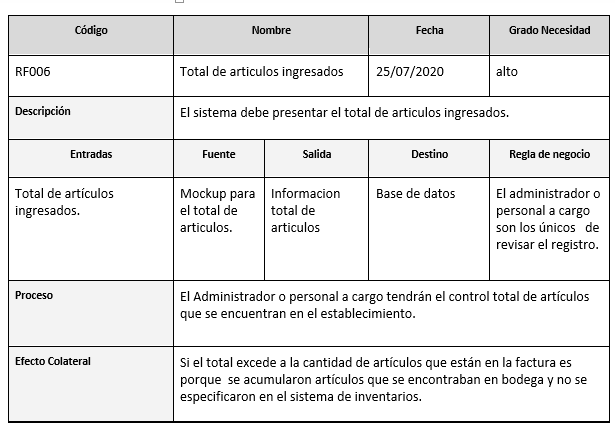 Código Nombre Fecha Grado Necesidad
RF006 Total de articulos ingresados 25/07/2020 alto
Descripción El sistema debe presentar el total de articulos ingresados.
Entradas Fuente Salida Destino Regla de negocio
Total de artículos
ingresados.
Mockup para
el total de
articulos.
Informacion
total de
articulos
Base de datos
El administrador o
personal a cargo
son los únicos de
revisar el registro.
Proceso
El Administrador o personal a cargo tendrán el control total de artículos
que se encuentran en el establecimiento.
Efecto Colateral
Si el total excede a la cantidad de artículos que están en la factura es
porque se acumularon artículos que se encontraban en bodega y no se
especificaron en el sistema de inventarios.